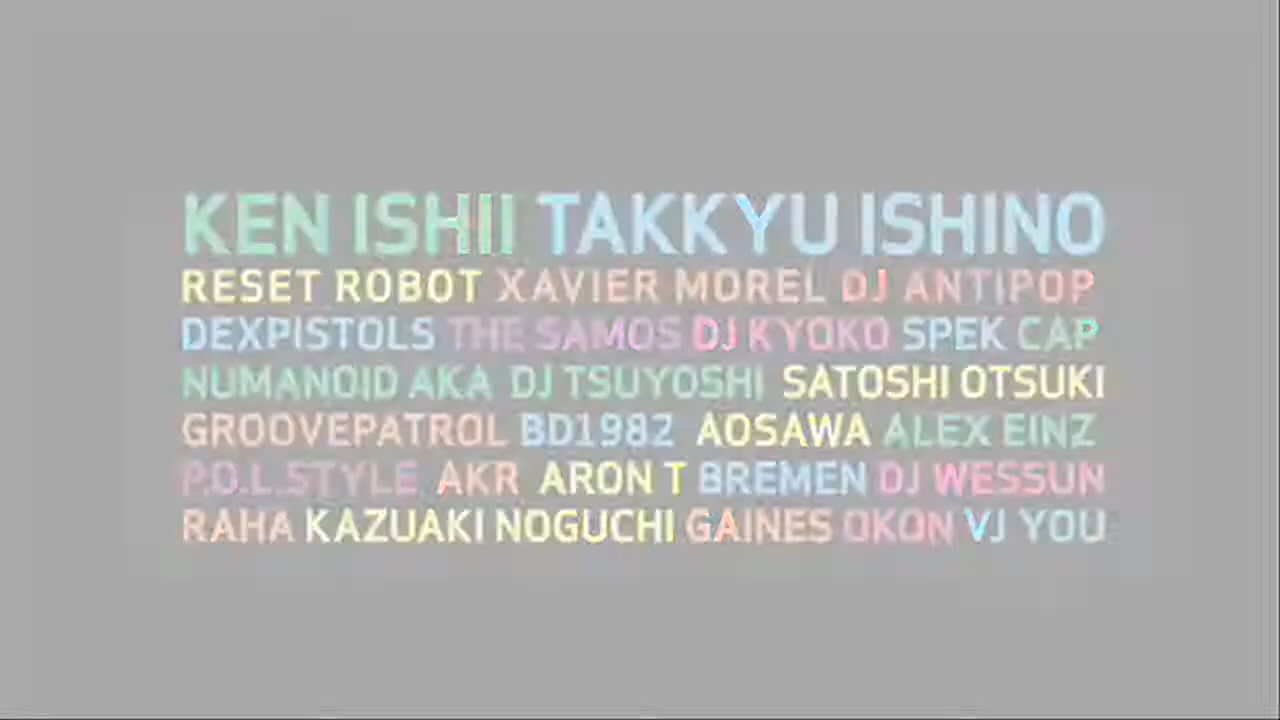 KEN ISHII TAKKYU ISHINO
RESET ROBOT XAVIER MOREL DJ ANTIPOP
DEXPISTOLS THE SAMOS DJ KYOKO SPEK CAP
NUMANOID AKA DJ TSUYOSHI SATOSHI OTSUKI
GROOVEPATROL BD1982 AOSAWA ALEX EINZ
P.O.L.STYLE AKR ARON T BREMEN DJ WESSUN
RAHA KAZUAKI NOGUCHI GAINES OKON VJ YOU